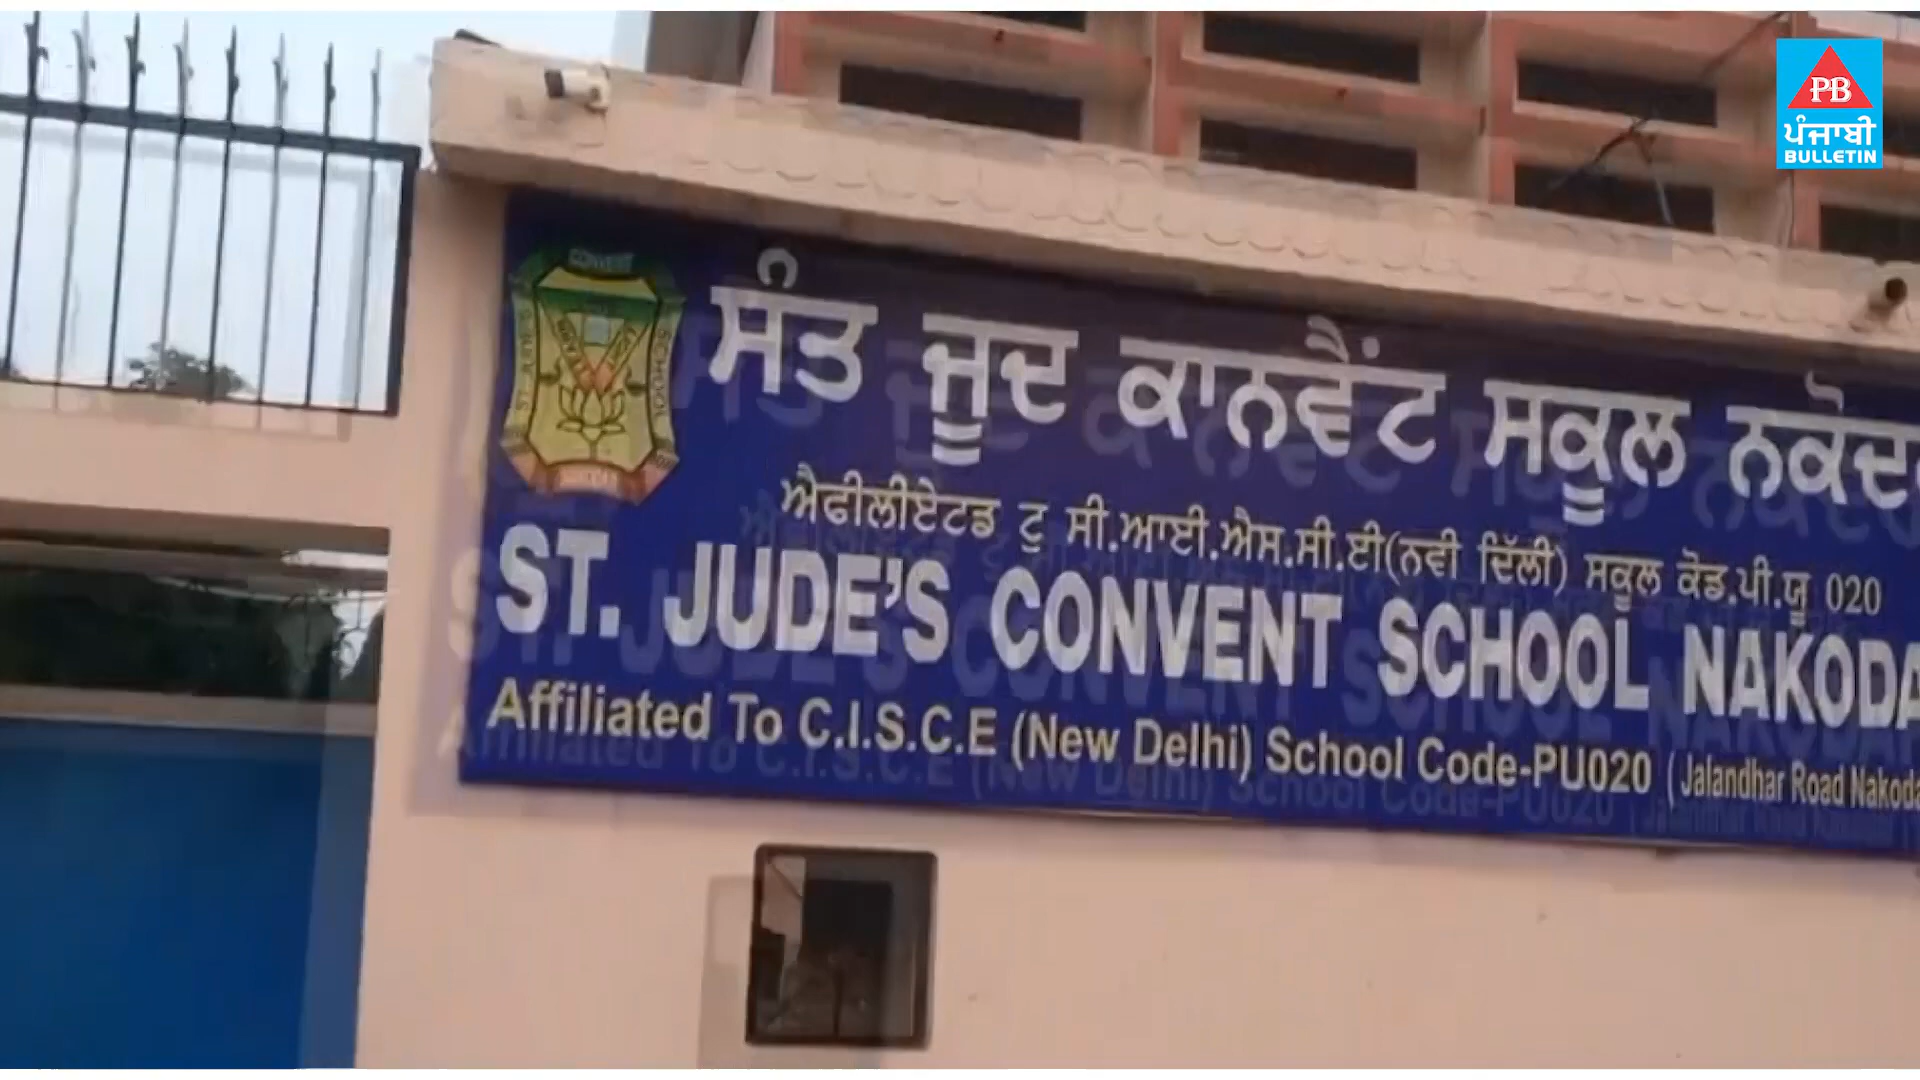 PB
ਪੰਜਾਬੀ
BULLETIN
CONVENT
ਸੰਤ ਜੂਦ ਕਾਨਵੈਂਟ ਸਕੂਲ ਨਕੋਦ
ਐਫੀਲੀਏਟਡ ਟੁ ਸੀ.ਆਈ.ਐਸ.ਸੀ.ਈ(ਨਵੀ ਦਿੱਲੀ) ਸਕੂਲ ਕੋਡ.ਪੀ.ਯੂ 020
ST. JUDE'S CONVENT SCHOOL NAKODA
Affiliated To C.I.S.C.E (New Delhi) School Code-PU020 (Jalandhar Road Nakoda